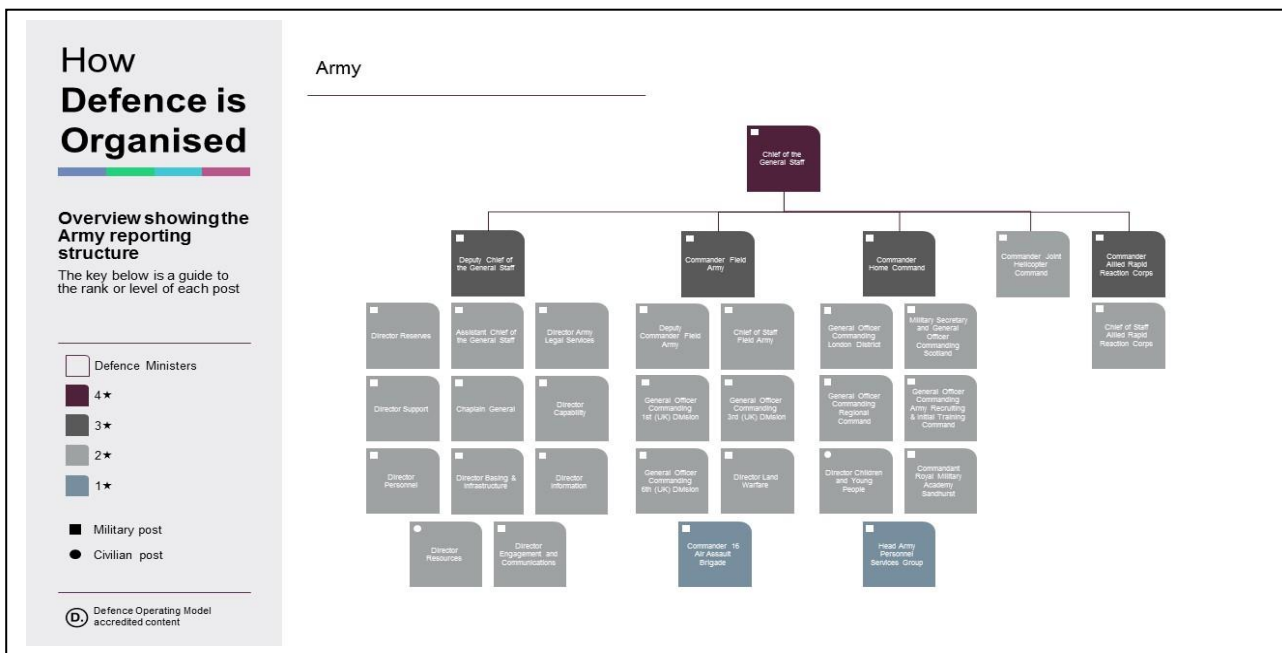 How
Defence is
Organised
Overview showing the
Army reporting
structure
The key below is a guide to
the rank or level of each post
Defence Ministers
4★
3★
2★
1★
Military post
Civilian post
D.
Defence Operating Model
accredited content
Army
Chief of the
General Staff
Deputy Chief of
the General Staff
Commander Field
Army
Commander
Home Command
Commander Joint
Helicopter
Command
Commander
Allied Rapid
Reaction Corps
Director Reserves
Assistant Chief of
the General Staff
Director Army
Legal Services
Director Support
Chaplain General
Director
Capability
Director
Personnel
Director Basing &
Infrastructure
Director
Information
Director
Resources
Director
Engagement and
Communications
Deputy
Commander Field
Army
Chief of Staff
Field Army
General Officer
Commanding
1st (UK) Division
General Officer
Commanding
3rd (UK) Division
General Officer
Commanding
6th (UK) Division
Director Land
Warfare
Commander 16
Air Assault
Brigade
General Officer
Commanding
London District
Military Secretary
and General
Officer
Commanding
Scotland
General Officer
Commanding
Regional
Command
General Officer
Commanding
Army Recruiting
& Initial Training
Command
Director Children
and Young
People
Commandant
Royal Military
Academy
Sandhurst
Head Army
Personnel
Services Group
Chief of Staff
Allied Rapid
Reaction Corps